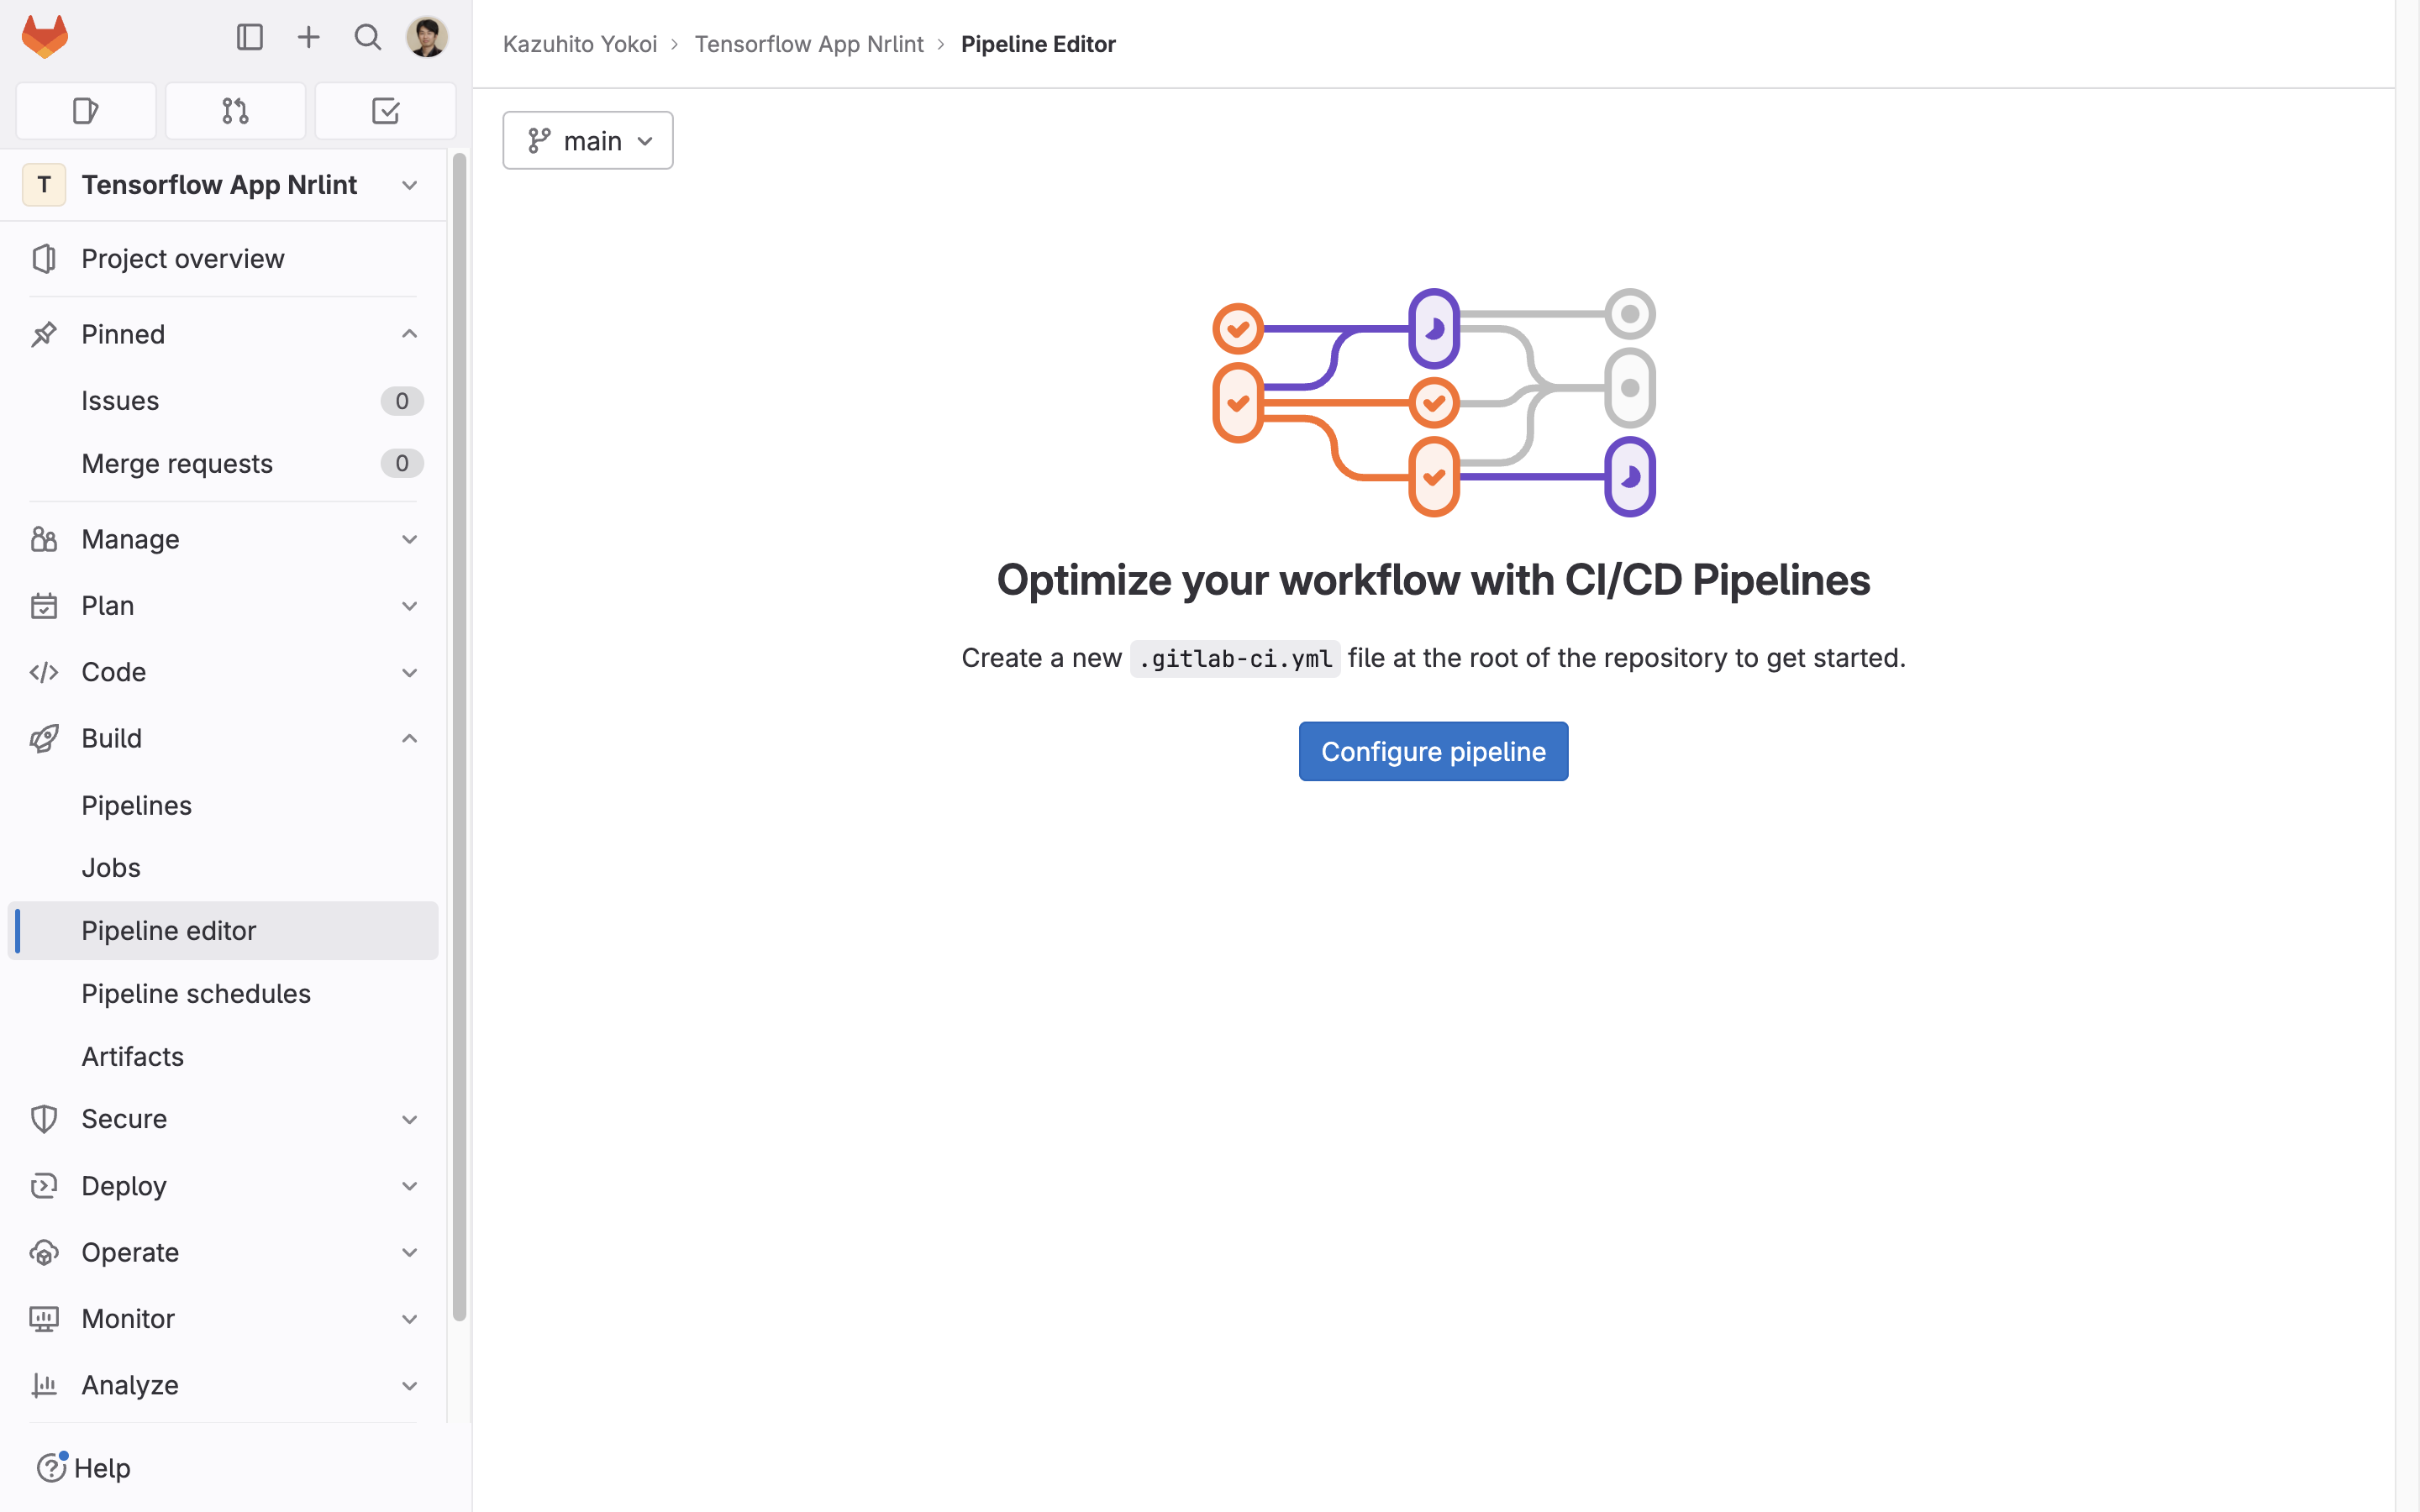 Kazuhito Yokoi › Tensorflow App Nrlint › Pipeline Editor
main
T Tensorflow App Nrlint
Project overview
Pinned
Issues 0
Merge requests 0
Manage
Plan
Code
Build
Pipelines
Jobs
Pipeline editor
Pipeline schedules
Artifacts
Secure
Deploy
Operate
Monitor
Analyze
Help
Optimize your workflow with CI/CD Pipelines
Create a new .gitlab-ci.yml file at the root of the repository to get started.
Configure pipeline